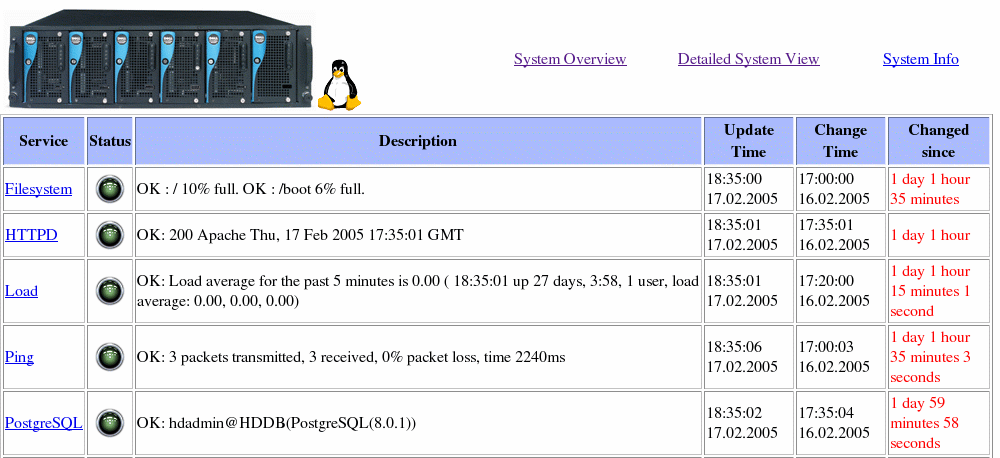 System Overview
Detailed System View
System Info
Service
Status
Description
Update
Time
Change
Time
Changed
since
Filesystem
OK : / 10% full. OK : /boot 6% full.
18:35:00
17.02.2005
17:00:00
16.02.2005
1 day 1 hour
35 minutes
HTTPD
OK: 200 Apache Thu, 17 Feb 2005 17:35:01 GMT
18:35:01
17.02.2005
17:35:01
16.02.2005
1 day 1 hour
Load
OK: Load average for the past 5 minutes is 0.00 ( 18:35:01 up 27 days, 3:58, 1 user, load
average: 0.00, 0.00, 0.00)
18:35:01
17.02.2005
17:20:00
16.02.2005
1 day 1 hour
15 minutes 1
second
Ping
OK: 3 packets transmitted, 3 received, 0% packet loss, time 2240ms
18:35:06
17.02.2005
17:00:03
16.02.2005
1 day 1 hour
35 minutes 3
seconds
PostgreSQL
OK: hdadmin@HDDB(PostgreSQL(8.0.1))
18:35:02
17.02.2005
17:35:04
16.02.2005
1 day 59
minutes 58
seconds